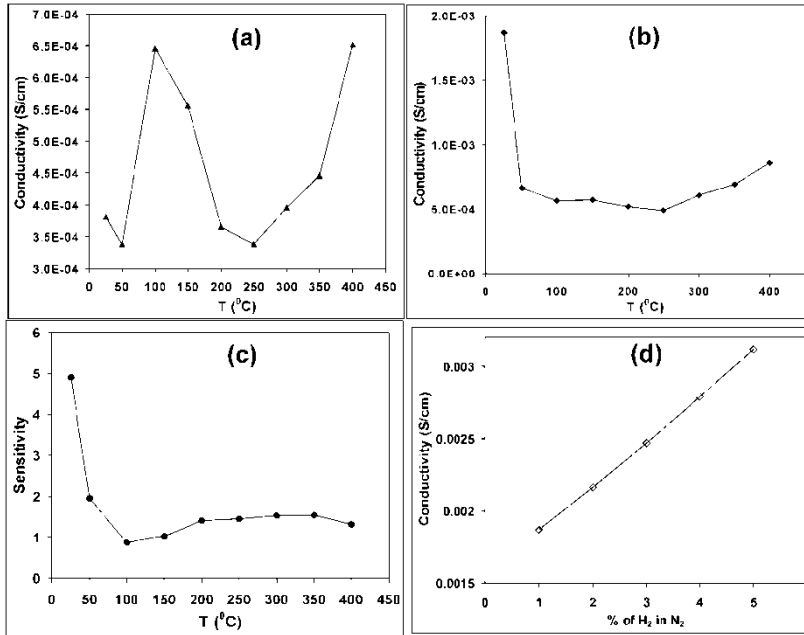 (a)
Conductivity (S/cm)
7.0E-04
6.5E-04
6.0E-04
5.5E-04
5.0E-04
4.5E-04
4.0E-04
3.5E-04
3.0E-04
0 50 100 150 200 250 300 350 400 450
T (⁰C)
(b)
Conductivity (S/cm)
2.0E-03
1.5E-03
1.0E-03
5.0E-04
0.0E+00
0 100 200 300 400
T (⁰C)
(c)
Sensitivity
6
5
4
3
2
1
0
0 50 100 150 200 250 300 350 400 450
T (⁰C)
(d)
Conductivity (S/cm)
0.003
0.0025
0.002
0.0015
0 1 2 3 4 5
% of H₂ in N₂